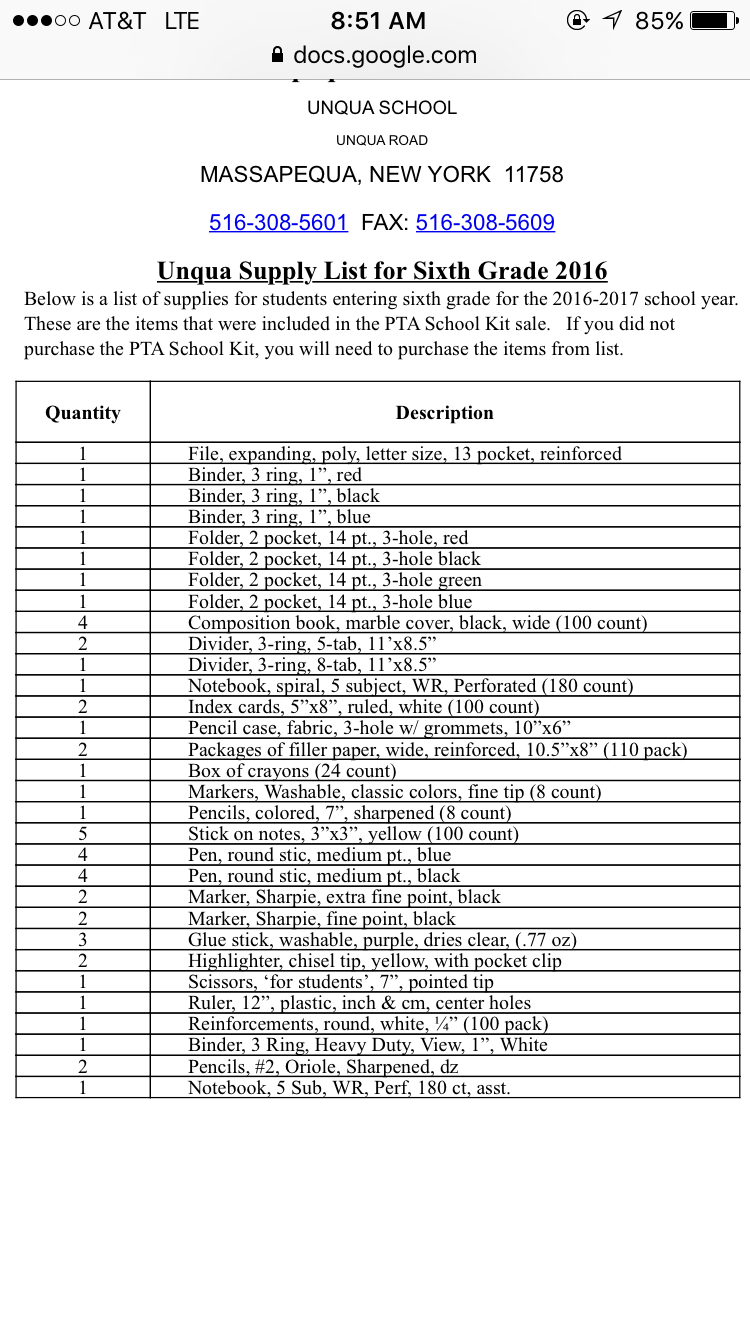 AT&T LTE 8:51 AM 85%
docs.google.com
UNQUA SCHOOL
UNQUA ROAD
MASSAPEQUA, NEW YORK 11758
516-308-5601 FAX: 516-308-5609
Unqua Supply List for Sixth Grade 2016
Below is a list of supplies for students entering sixth grade for the 2016-2017 school year.
These are the items that were included in the PTA School Kit sale. If you did not
purchase the PTA School Kit, you will need to purchase the items from list.
Quantity Description
1 File, expanding, poly, letter size, 13 pocket, reinforced
1 Binder, 3 ring, 1”, red
1 Binder, 3 ring, 1”, black
1 Binder, 3 ring, 1”, blue
1 Folder, 2 pocket, 14 pt., 3-hole, red
1 Folder, 2 pocket, 14 pt., 3-hole black
1 Folder, 2 pocket, 14 pt., 3-hole green
1 Folder, 2 pocket, 14 pt., 3-hole blue
4 Composition book, marble cover, black, wide (100 count)
2 Divider, 3-ring, 5-tab, 11’x8.5”
1 Divider, 3-ring, 8-tab, 11’x8.5”
1 Notebook, spiral, 5 subject, WR, Perforated (180 count)
2 Index cards, 5”x8”, ruled, white (100 count)
1 Pencil case, fabric, 3-hole w/ grommets, 10”x6”
2 Packages of filler paper, wide, reinforced, 10.5”x8” (110 pack)
1 Box of crayons (24 count)
1 Markers, Washable, classic colors, fine tip (8 count)
1 Pencils, colored, 7”, sharpened (8 count)
5 Stick on notes, 3”x3”, yellow (100 count)
4 Pen, round stic, medium pt., blue
4 Pen, round stic, medium pt., black
2 Marker, Sharpie, extra fine point, black
2 Marker, Sharpie, fine point, black
3 Glue stick, washable, purple, dries clear, (.77 oz)
2 Highlighter, chisel tip, yellow, with pocket clip
1 Scissors, ‘for students’, 7”, pointed tip
1 Ruler, 12”, plastic, inch & cm, center holes
1 Reinforcements, round, white, ¼” (100 pack)
1 Binder, 3 Ring, Heavy Duty, View, 1”, White
2 Pencils, #2, Oriole, Sharpened, dz
1 Notebook, 5 Sub, WR, Perf, 180 ct, asst.